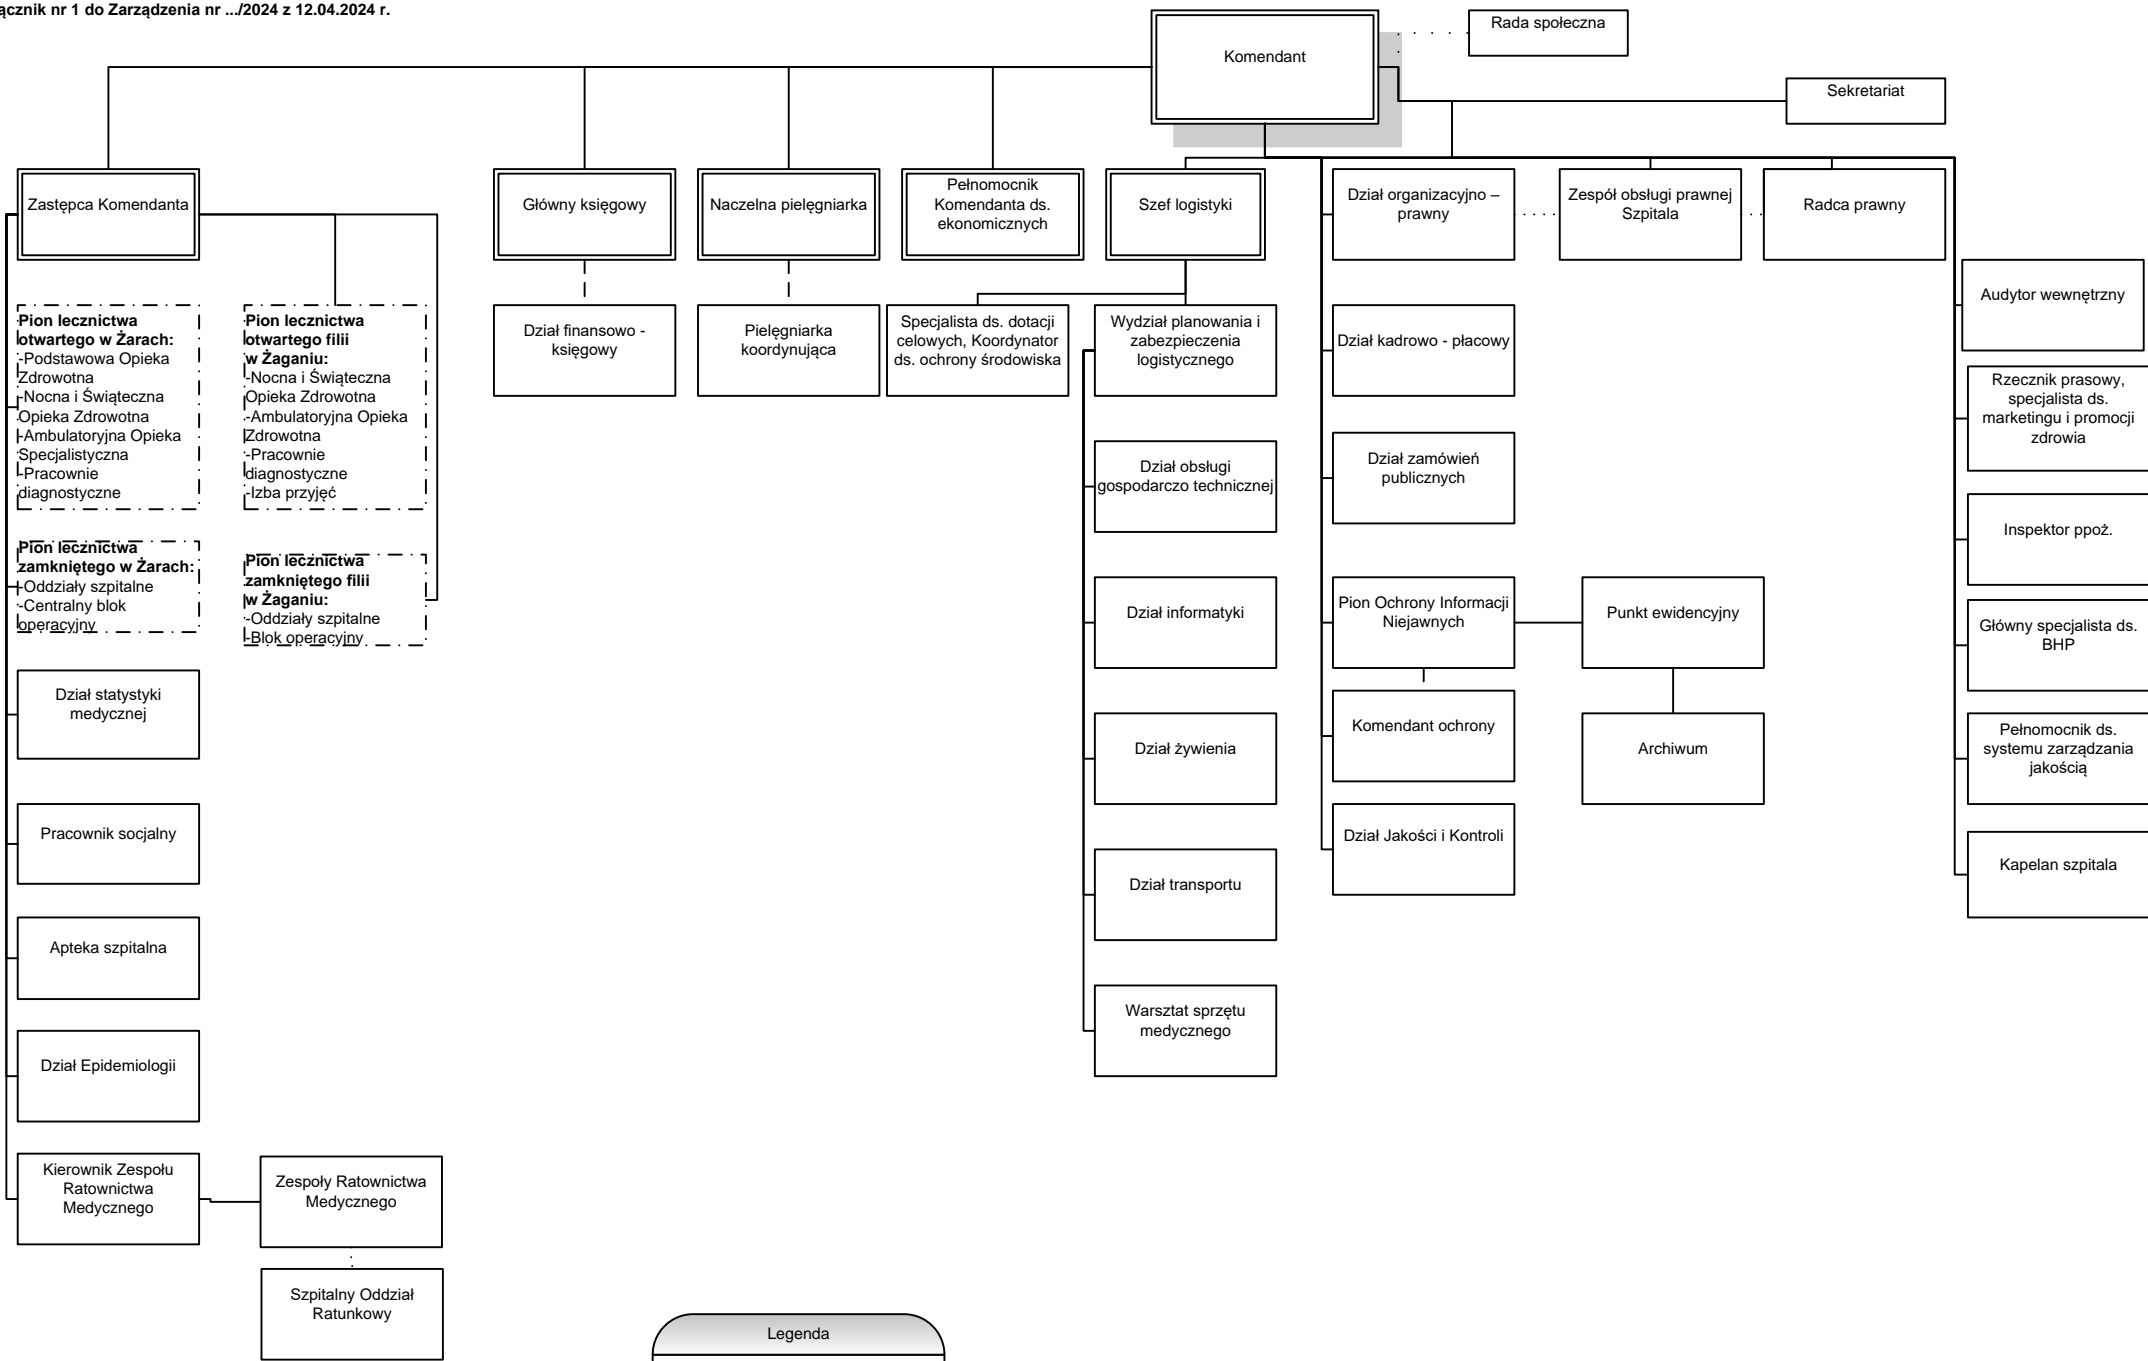 ącznik nr 1 do Zarządzenia nr .../2024 z 12.04.2024 r.
Komendant
Rada społeczna
Sekretariat
Zastępca Komendanta
Główny księgowy
Naczelna pielęgniarka
Pełnomocnik
Komendanta ds.
ekonomicznych
Szef logistyki
Dział organizacyjno –
prawny
Zespół obsługi prawnej
Szpitala
Radca prawny
Audytor wewnętrzny
Pion lecznictwa
otwartego w Żarach:
-Podstawowa Opieka
Zdrowotna
-Nocna i Świąteczna
Opieka Zdrowotna
-Ambulatoryjna Opieka
Specjalistyczna
-Pracownie
diagnostyczne
Pion lecznictwa
otwartego filii
w Żaganiu:
-Nocna i Świąteczna
Opieka Zdrowotna
-Ambulatoryjna Opieka
Zdrowotna
-Pracownie
diagnostyczne
-Izba przyjęć
Dział finansowo -
księgowy
Pielęgniarka
koordynująca
Specjalista ds. dotacji
celowych, Koordynator
ds. ochrony środowiska
Wydział planowania i
zabezpieczenia
logistycznego
Dział kadrowo - płacowy
Rzecznik prasowy,
specjalista ds.
marketingu i promocji
zdrowia
Dział obsługi
gospodarczo technicznej
Dział zamówień
publicznych
Inspektor ppoż.
Pion lecznictwa
zamkniętego w Żarach:
-Oddziały szpitalne
-Centralny blok
operacyjny
Pion lecznictwa
zamkniętego filii
w Żaganiu:
-Oddziały szpitalne
-Blok operacyjny
Dział informatyki
Pion Ochrony Informacji
Niejawnych
Punkt ewidencyjny
Główny specjalista ds.
BHP
Dział statystyki
medycznej
Dział żywienia
Komendant ochrony
Archiwum
Pełnomocnik ds.
systemu zarządzania
jakością
Pracownik socjalny
Dział transportu
Dział Jakości i Kontroli
Kapelan szpitala
Apteka szpitalna
Warsztat sprzętu
medycznego
Dział Epidemiologii
Kierownik Zespołu
Ratownictwa
Medycznego
Zespoły Ratownictwa
Medycznego
Szpitalny Oddział
Ratunkowy
Legenda